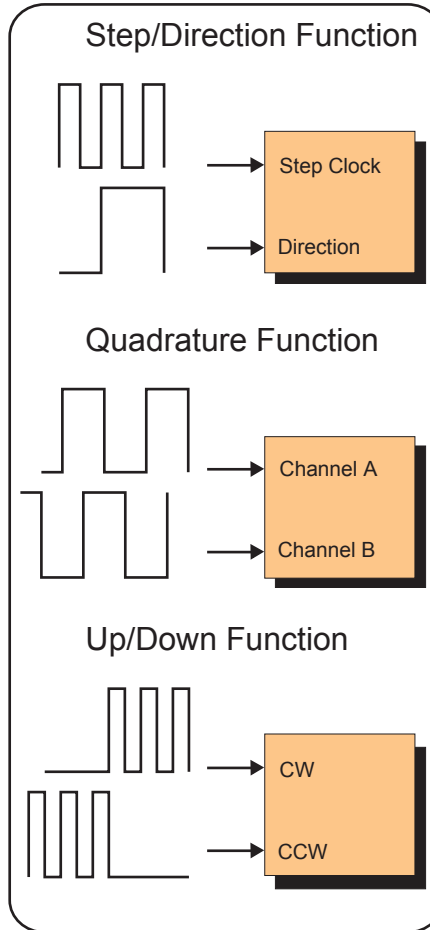 Step/Direction Function
Step Clock
Direction
Quadrature Function
Channel A
Channel B
Up/Down Function
CW
CCW